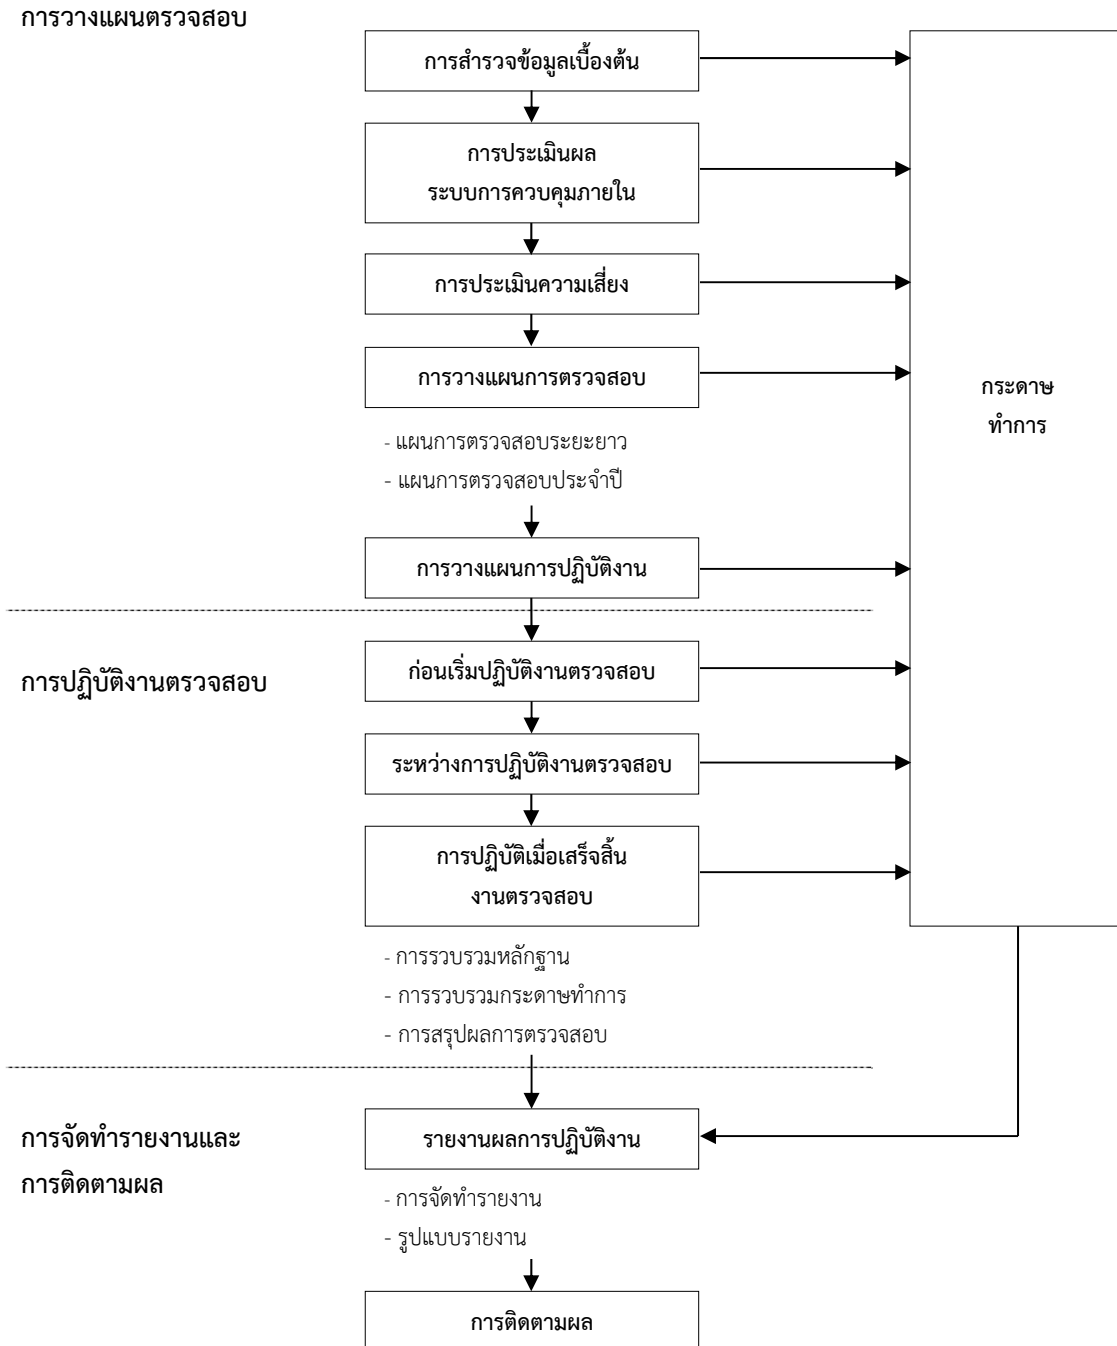 การวางแผนตรวจสอบ
การสำรวจข้อมูลเบื้องต้น
การประเมินผล
ระบบการควบคุมภายใน
การประเมินความเสี่ยง
การวางแผนการตรวจสอบ
- แผนการตรวจสอบระยะยาว
- แผนการตรวจสอบประจำปี
การวางแผนการปฏิบัติงาน
กระดาษ
ทำการ
การปฏิบัติงานตรวจสอบ
ก่อนเริ่มปฏิบัติงานตรวจสอบ
ระหว่างการปฏิบัติงานตรวจสอบ
การปฏิบัติเมื่อเสร็จสิ้น
งานตรวจสอบ
- การรวบรวมหลักฐาน
- การรวบรวมกระดาษทำการ
- การสรุปผลการตรวจสอบ
การจัดทำรายงานและ
การติดตามผล
รายงานผลการปฏิบัติงาน
- การจัดทำรายงาน
- รูปแบบรายงาน
การติดตามผล